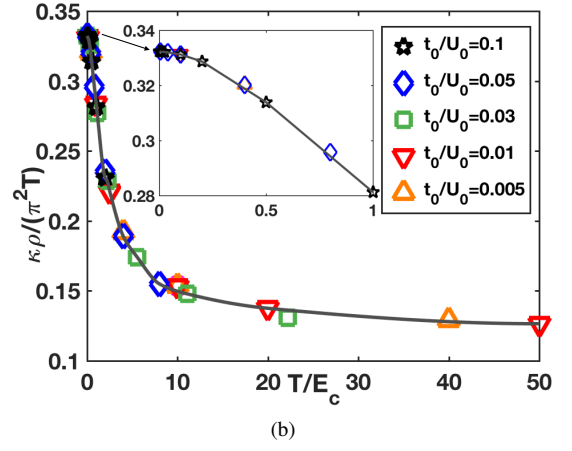 0.35
0.3
0.25
0.2
0.15
0.1
κρ/(π²T)
0 10 20 30 40 50
T/E_c
0.34
0.32
0.3
0.28
0 0.5 1
t₀/U₀=0.1
t₀/U₀=0.05
t₀/U₀=0.03
t₀/U₀=0.01
t₀/U₀=0.005
(b)